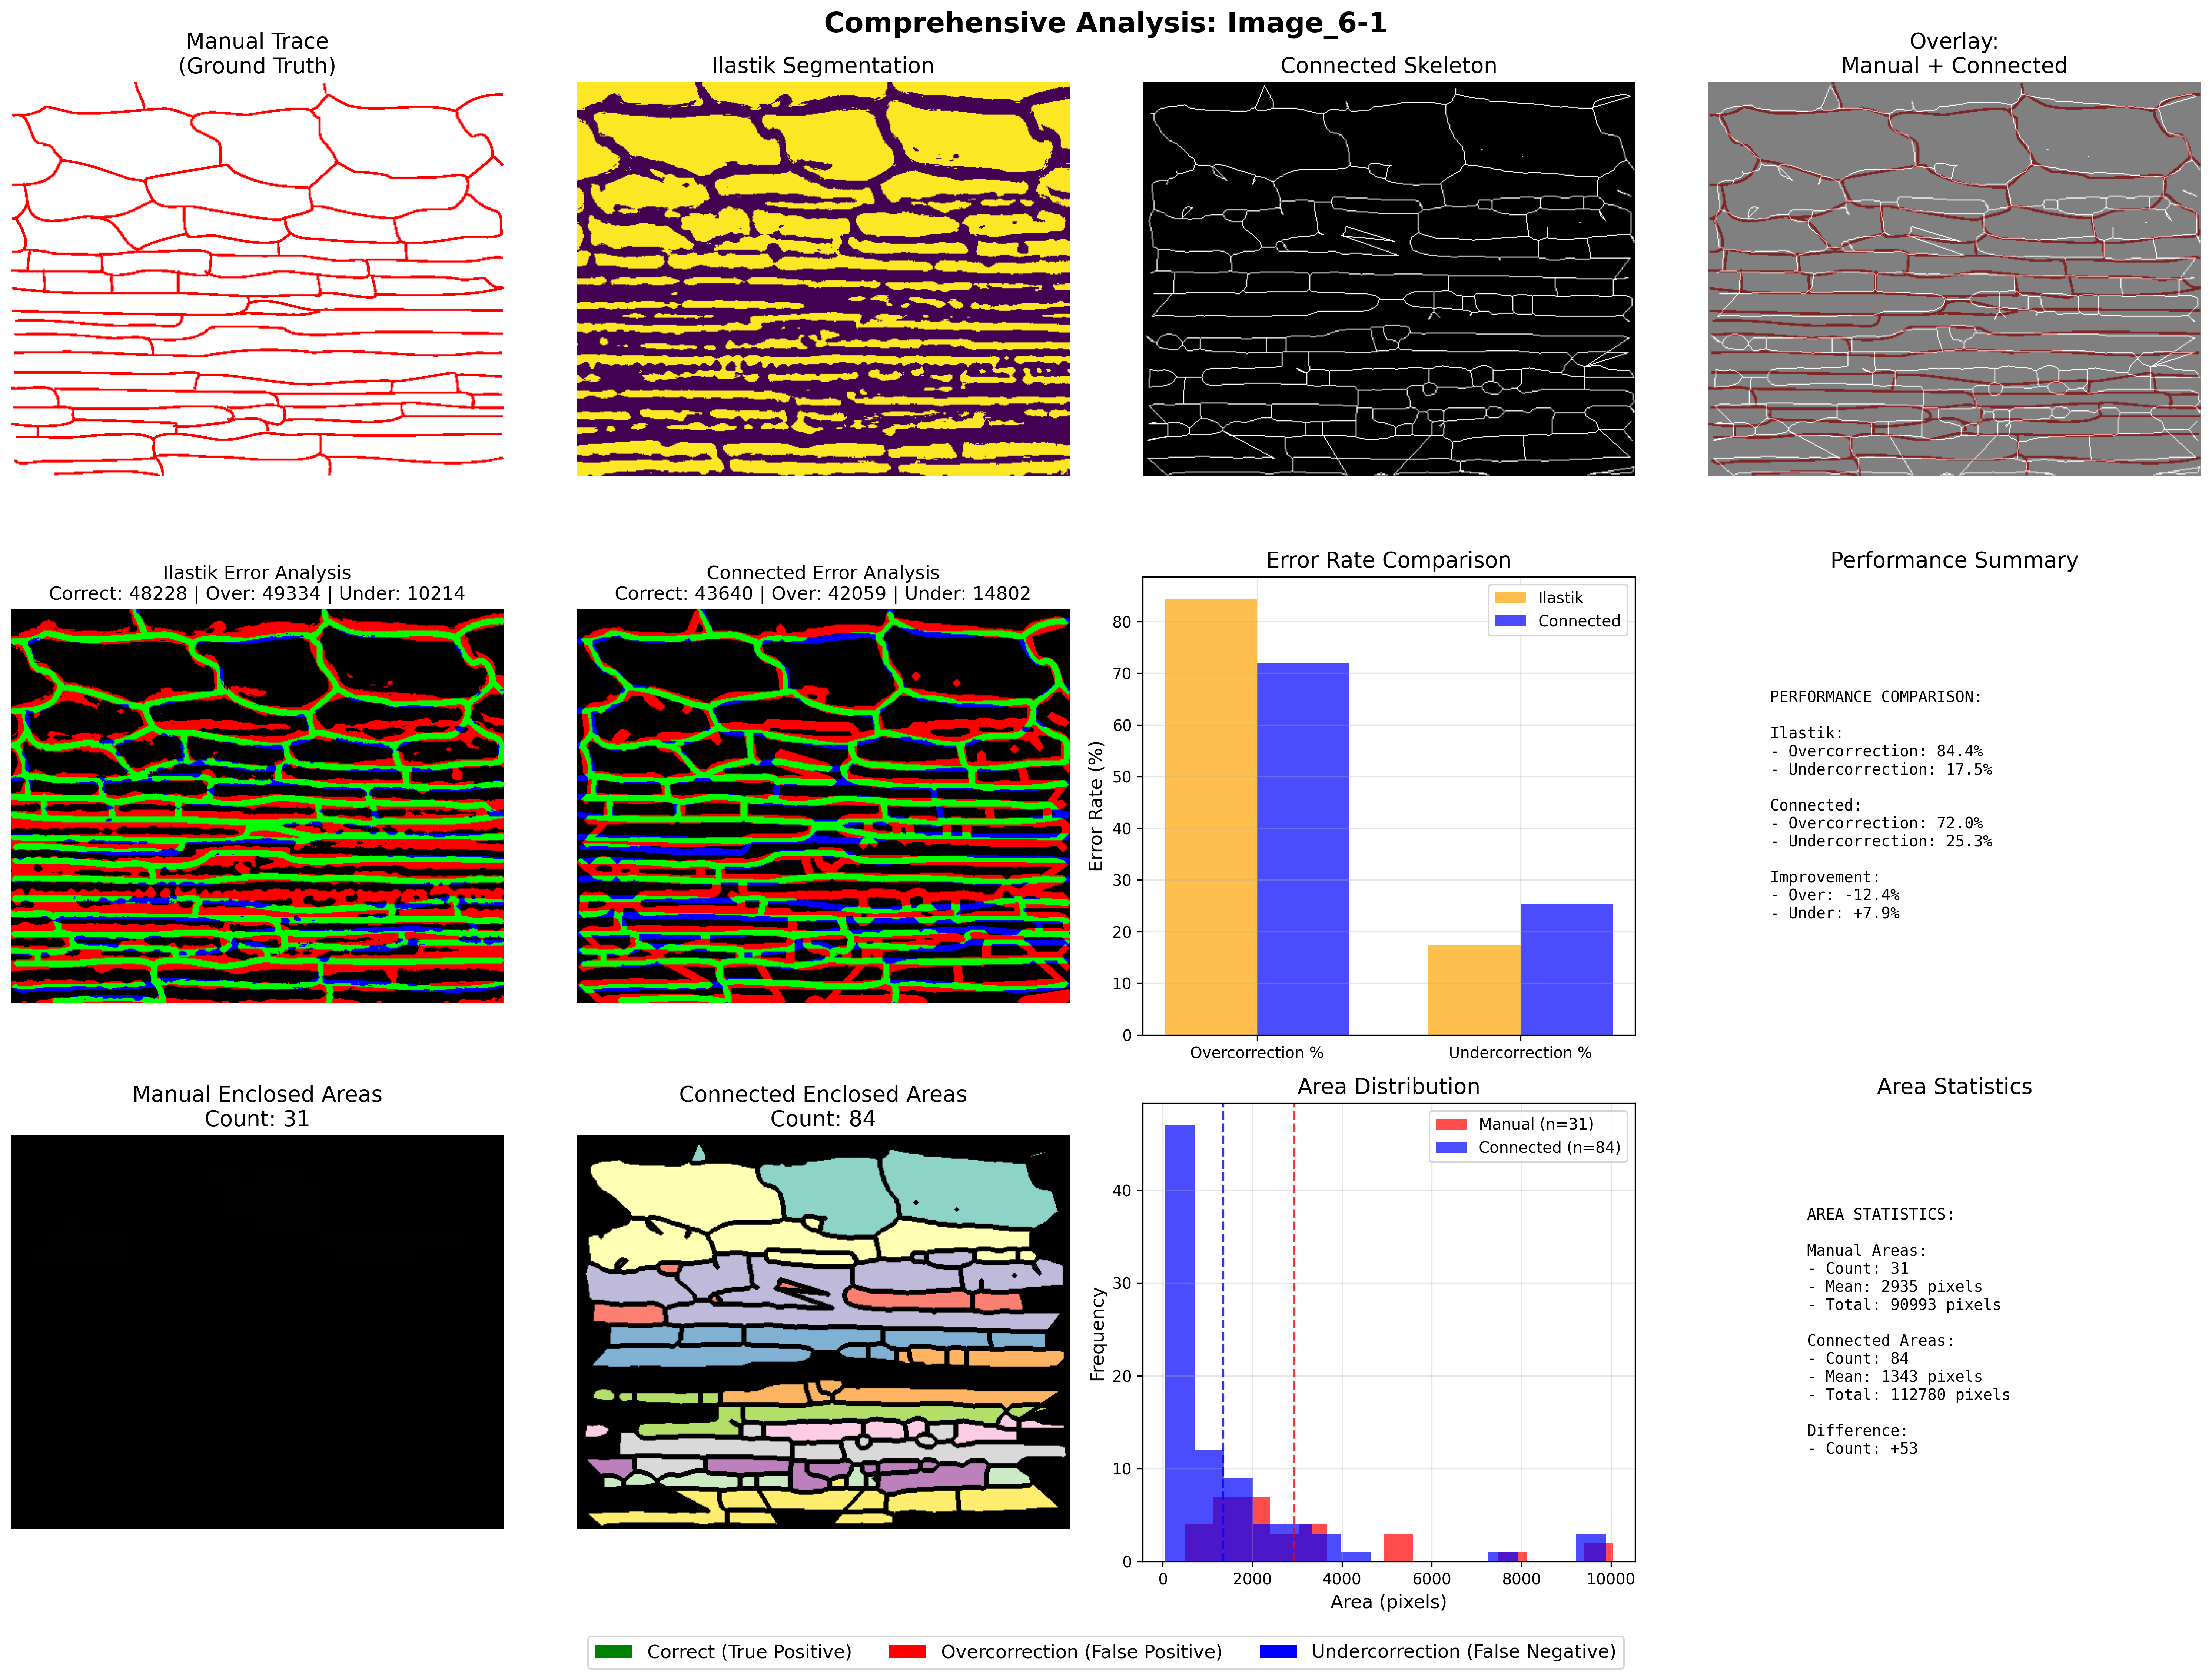 Comprehensive Analysis: Image_6-1
Manual Trace
(Ground Truth)
Ilastik Segmentation
Connected Skeleton
Overlay:
Manual + Connected
Ilastik Error Analysis
Correct: 48228 | Over: 49334 | Under: 10214
Connected Error Analysis
Correct: 43640 | Over: 42059 | Under: 14802
Error Rate Comparison
Error Rate (%)
80
70
60
50
40
30
20
10
0
Ilastik
Connected
Overcorrection %
Undercorrection %
Performance Summary
PERFORMANCE COMPARISON:
Ilastik:
- Overcorrection: 84.4%
- Undercorrection: 17.5%
Connected:
- Overcorrection: 72.0%
- Undercorrection: 25.3%
Improvement:
- Over: -12.4%
- Under: +7.9%
Manual Enclosed Areas
Count: 31
Connected Enclosed Areas
Count: 84
Area Distribution
Frequency
40
30
20
10
0
Manual (n=31)
Connected (n=84)
0 2000 4000 6000 8000 10000
Area (pixels)
Area Statistics
AREA STATISTICS:
Manual Areas:
- Count: 31
- Mean: 2935 pixels
- Total: 90993 pixels
Connected Areas:
- Count: 84
- Mean: 1343 pixels
- Total: 112780 pixels
Difference:
- Count: +53
Correct (True Positive) Overcorrection (False Positive) Undercorrection (False Negative)